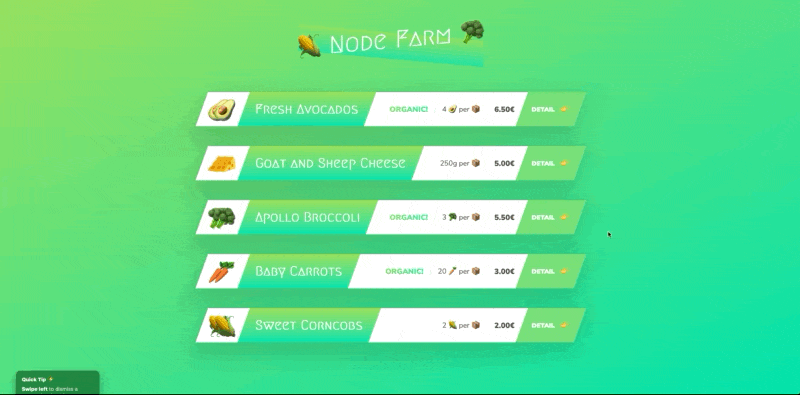 🌽 Node Farm 🥦
Fresh Avocados ORGANIC! 4 🥑 per 📦 6.50€ DETAIL 👉
Goat and Sheep Cheese 250g per 📦 5.00€ DETAIL 👉
Apollo Broccoli ORGANIC! 3 🥦 per 📦 5.50€ DETAIL 👉
Baby Carrots ORGANIC! 20 🥕 per 📦 3.00€ DETAIL 👉
Sweet Corncobs 2 🌽 per 📦 2.00€ DETAIL 👉
Quick Tip
Swipe left to dismiss a